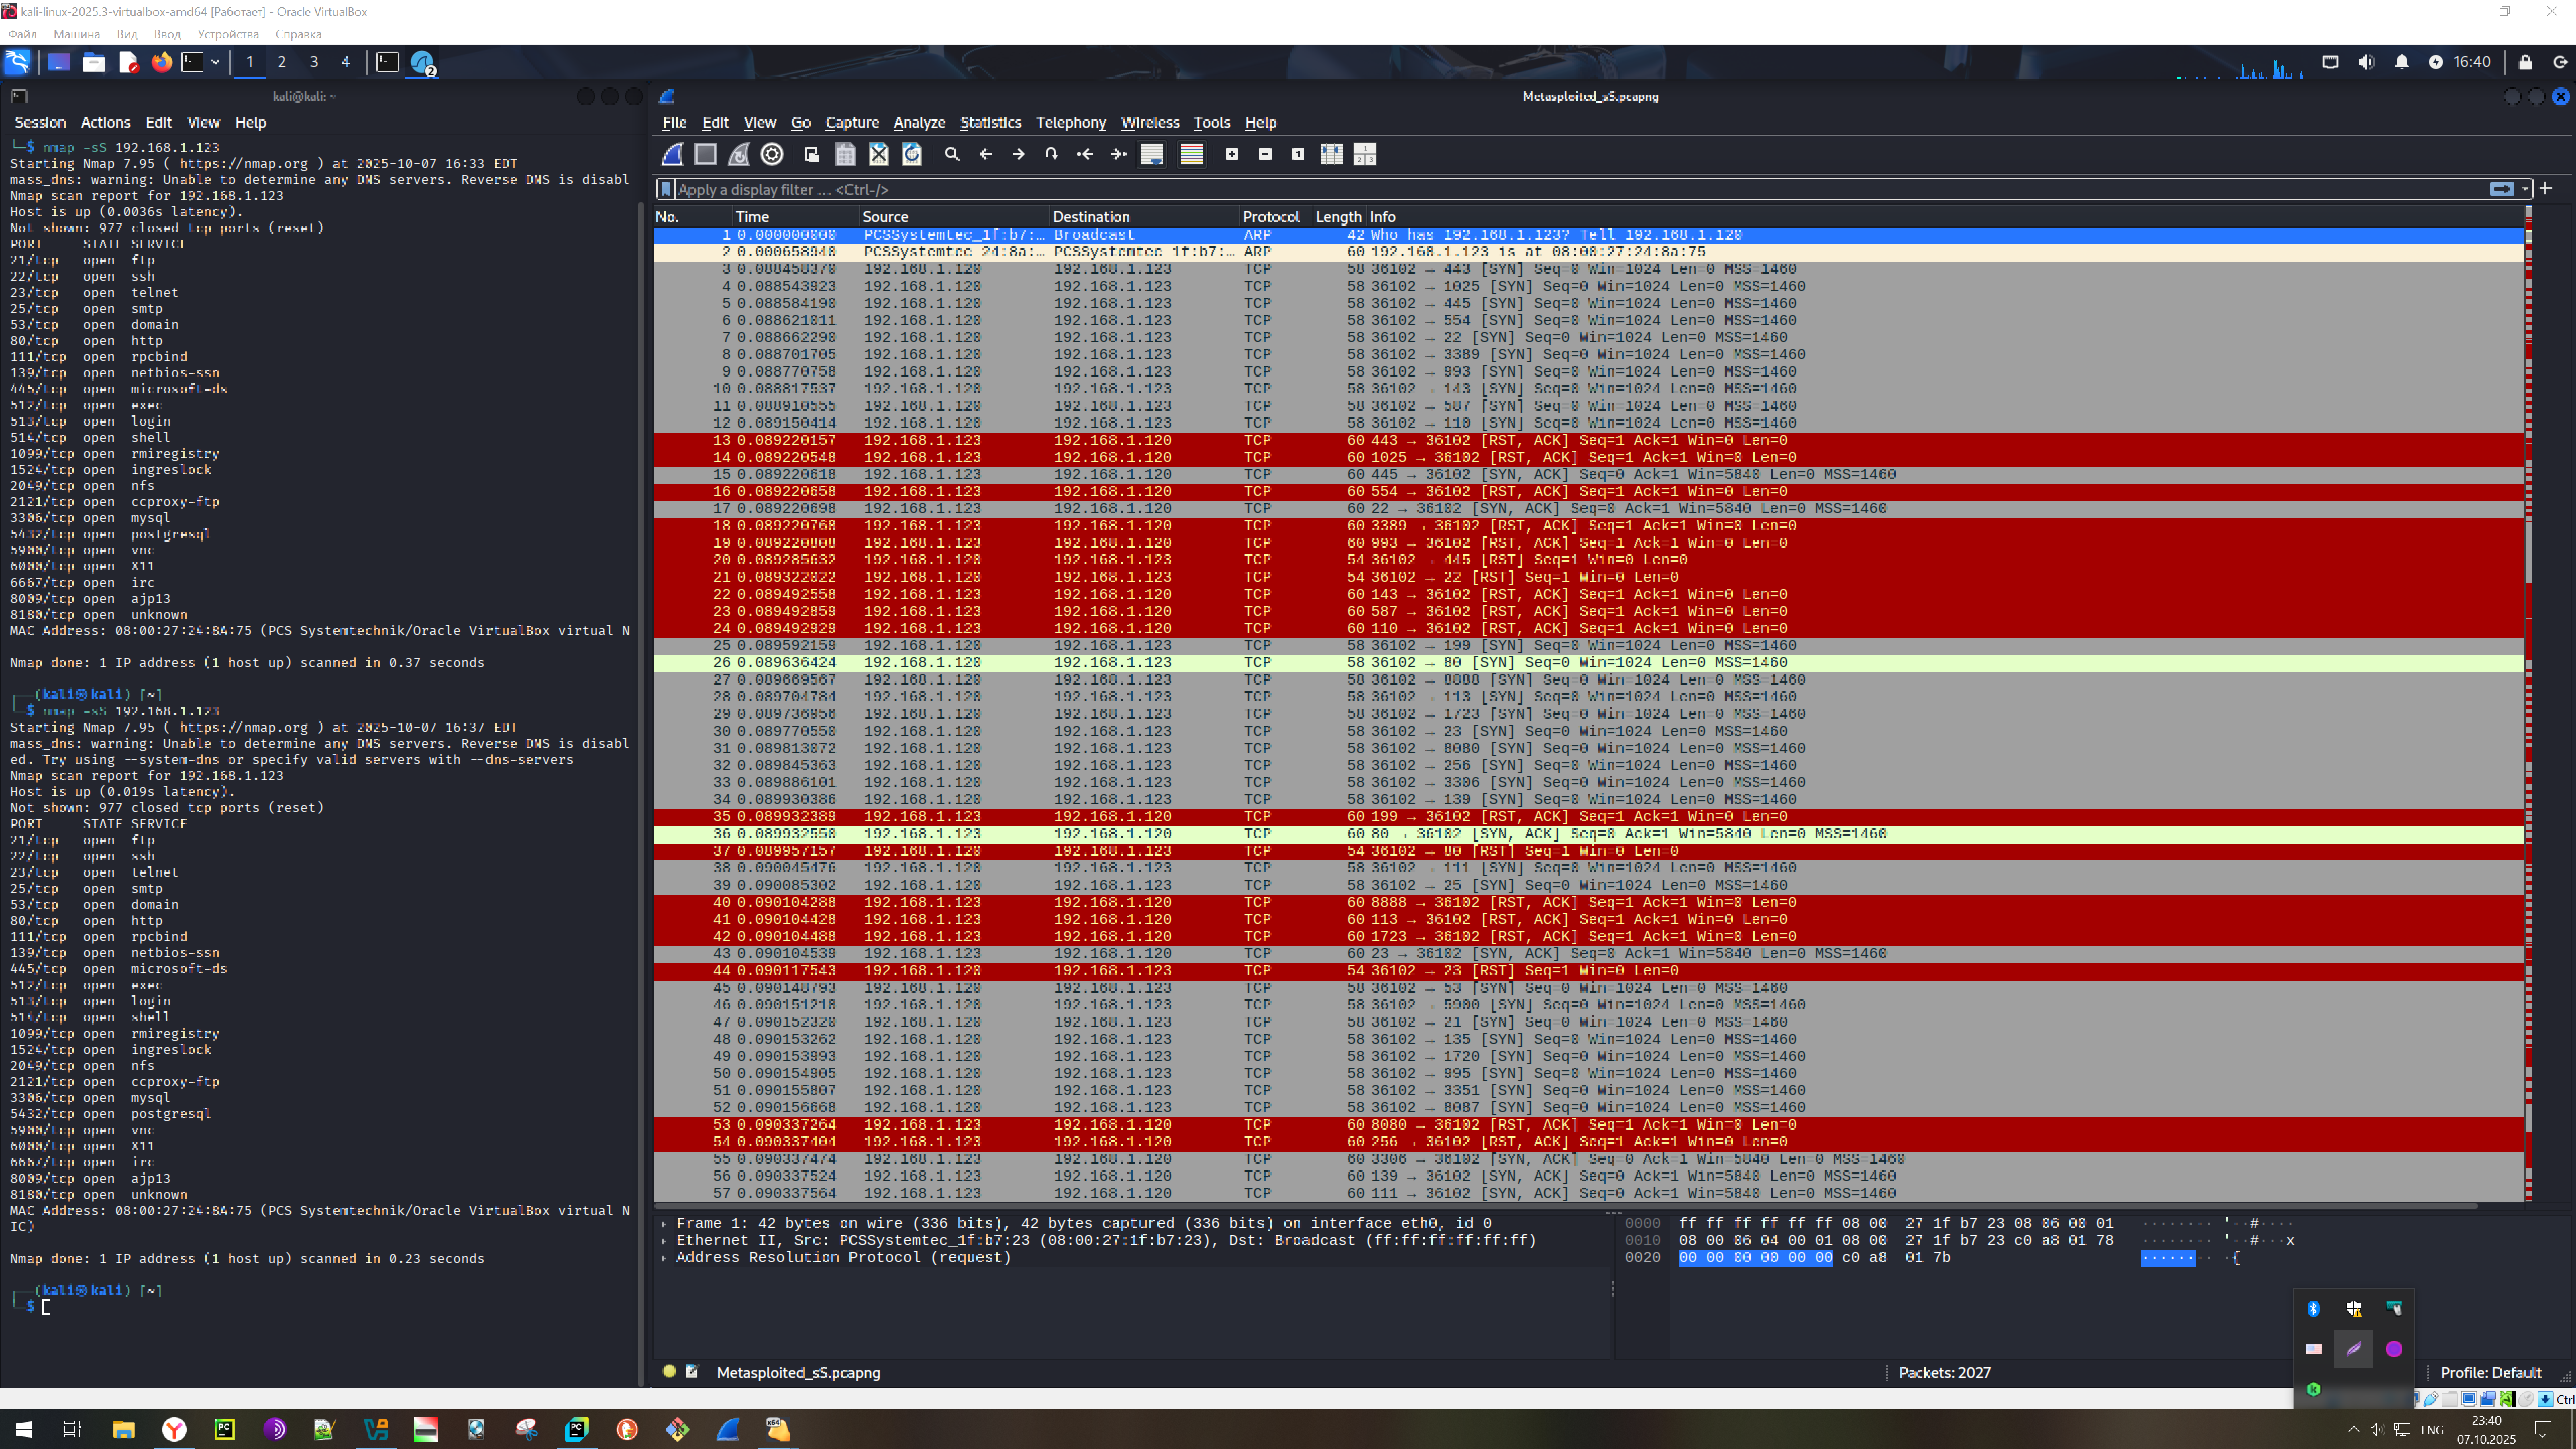 kali-linux-2025.3-virtualbox-amd64 [Работает] - Oracle VirtualBox
Файл Машина Вид Ввод Устройства Справка
1 2 3 4 2 16:40
kali@kali: ~
Session Actions Edit View Help
└─$ nmap -sS 192.168.1.123
Starting Nmap 7.95 ( https://nmap.org ) at 2025-10-07 16:33 EDT
mass_dns: warning: Unable to determine any DNS servers. Reverse DNS is disabl
Nmap scan report for 192.168.1.123
Host is up (0.0036s latency).
Not shown: 977 closed tcp ports (reset)
PORT STATE SERVICE
21/tcp open ftp
22/tcp open ssh
23/tcp open telnet
25/tcp open smtp
53/tcp open domain
80/tcp open http
111/tcp open rpcbind
139/tcp open netbios-ssn
445/tcp open microsoft-ds
512/tcp open exec
513/tcp open login
514/tcp open shell
1099/tcp open rmiregistry
1524/tcp open ingreslock
2049/tcp open nfs
2121/tcp open ccproxy-ftp
3306/tcp open mysql
5432/tcp open postgresql
5900/tcp open vnc
6000/tcp open X11
6667/tcp open irc
8009/tcp open ajp13
8180/tcp open unknown
MAC Address: 08:00:27:24:8A:75 (PCS Systemtechnik/Oracle VirtualBox virtual N
Nmap done: 1 IP address (1 host up) scanned in 0.37 seconds
┌──(kali㉿kali)-[~]
└─$ nmap -sS 192.168.1.123
Starting Nmap 7.95 ( https://nmap.org ) at 2025-10-07 16:37 EDT
mass_dns: warning: Unable to determine any DNS servers. Reverse DNS is disabl
ed. Try using --system-dns or specify valid servers with --dns-servers
Nmap scan report for 192.168.1.123
Host is up (0.019s latency).
Not shown: 977 closed tcp ports (reset)
PORT STATE SERVICE
21/tcp open ftp
22/tcp open ssh
23/tcp open telnet
25/tcp open smtp
53/tcp open domain
80/tcp open http
111/tcp open rpcbind
139/tcp open netbios-ssn
445/tcp open microsoft-ds
512/tcp open exec
513/tcp open login
514/tcp open shell
1099/tcp open rmiregistry
1524/tcp open ingreslock
2049/tcp open nfs
2121/tcp open ccproxy-ftp
3306/tcp open mysql
5432/tcp open postgresql
5900/tcp open vnc
6000/tcp open X11
6667/tcp open irc
8009/tcp open ajp13
8180/tcp open unknown
MAC Address: 08:00:27:24:8A:75 (PCS Systemtechnik/Oracle VirtualBox virtual N
IC)
Nmap done: 1 IP address (1 host up) scanned in 0.23 seconds
┌──(kali㉿kali)-[~]
└─$
Metasploited_sS.pcapng
File Edit View Go Capture Analyze Statistics Telephony Wireless Tools Help
Apply a display filter ... <Ctrl-/>
No. Time Source Destination Protocol Length Info
1 0.000000000 PCSSystemtec_1f:b7:… Broadcast ARP 42 Who has 192.168.1.123? Tell 192.168.1.120
2 0.000658940 PCSSystemtec_24:8a:… PCSSystemtec_1f:b7:… ARP 60 192.168.1.123 is at 08:00:27:24:8a:75
3 0.088458370 192.168.1.120 192.168.1.123 TCP 58 36102 → 443 [SYN] Seq=0 Win=1024 Len=0 MSS=1460
4 0.088543923 192.168.1.120 192.168.1.123 TCP 58 36102 → 1025 [SYN] Seq=0 Win=1024 Len=0 MSS=1460
5 0.088584190 192.168.1.120 192.168.1.123 TCP 58 36102 → 445 [SYN] Seq=0 Win=1024 Len=0 MSS=1460
6 0.088621011 192.168.1.120 192.168.1.123 TCP 58 36102 → 554 [SYN] Seq=0 Win=1024 Len=0 MSS=1460
7 0.088662290 192.168.1.120 192.168.1.123 TCP 58 36102 → 22 [SYN] Seq=0 Win=1024 Len=0 MSS=1460
8 0.088701705 192.168.1.120 192.168.1.123 TCP 58 36102 → 3389 [SYN] Seq=0 Win=1024 Len=0 MSS=1460
9 0.088770758 192.168.1.120 192.168.1.123 TCP 58 36102 → 993 [SYN] Seq=0 Win=1024 Len=0 MSS=1460
10 0.088817537 192.168.1.120 192.168.1.123 TCP 58 36102 → 143 [SYN] Seq=0 Win=1024 Len=0 MSS=1460
11 0.088910555 192.168.1.120 192.168.1.123 TCP 58 36102 → 587 [SYN] Seq=0 Win=1024 Len=0 MSS=1460
12 0.089150414 192.168.1.120 192.168.1.123 TCP 58 36102 → 110 [SYN] Seq=0 Win=1024 Len=0 MSS=1460
13 0.089220157 192.168.1.123 192.168.1.120 TCP 60 443 → 36102 [RST, ACK] Seq=1 Ack=1 Win=0 Len=0
14 0.089220548 192.168.1.123 192.168.1.120 TCP 60 1025 → 36102 [RST, ACK] Seq=1 Ack=1 Win=0 Len=0
15 0.089220618 192.168.1.123 192.168.1.120 TCP 60 445 → 36102 [SYN, ACK] Seq=0 Ack=1 Win=5840 Len=0 MSS=1460
16 0.089220658 192.168.1.123 192.168.1.120 TCP 60 554 → 36102 [RST, ACK] Seq=1 Ack=1 Win=0 Len=0
17 0.089220698 192.168.1.123 192.168.1.120 TCP 60 22 → 36102 [SYN, ACK] Seq=0 Ack=1 Win=5840 Len=0 MSS=1460
18 0.089220768 192.168.1.123 192.168.1.120 TCP 60 3389 → 36102 [RST, ACK] Seq=1 Ack=1 Win=0 Len=0
19 0.089220808 192.168.1.123 192.168.1.120 TCP 60 993 → 36102 [RST, ACK] Seq=1 Ack=1 Win=0 Len=0
20 0.089285632 192.168.1.120 192.168.1.123 TCP 54 36102 → 445 [RST] Seq=1 Win=0 Len=0
21 0.089322022 192.168.1.120 192.168.1.123 TCP 54 36102 → 22 [RST] Seq=1 Win=0 Len=0
22 0.089492558 192.168.1.123 192.168.1.120 TCP 60 143 → 36102 [RST, ACK] Seq=1 Ack=1 Win=0 Len=0
23 0.089492859 192.168.1.123 192.168.1.120 TCP 60 587 → 36102 [RST, ACK] Seq=1 Ack=1 Win=0 Len=0
24 0.089492929 192.168.1.123 192.168.1.120 TCP 60 110 → 36102 [RST, ACK] Seq=1 Ack=1 Win=0 Len=0
25 0.089592159 192.168.1.120 192.168.1.123 TCP 58 36102 → 199 [SYN] Seq=0 Win=1024 Len=0 MSS=1460
26 0.089636424 192.168.1.120 192.168.1.123 TCP 58 36102 → 80 [SYN] Seq=0 Win=1024 Len=0 MSS=1460
27 0.089669567 192.168.1.120 192.168.1.123 TCP 58 36102 → 8888 [SYN] Seq=0 Win=1024 Len=0 MSS=1460
28 0.089704784 192.168.1.120 192.168.1.123 TCP 58 36102 → 113 [SYN] Seq=0 Win=1024 Len=0 MSS=1460
29 0.089736956 192.168.1.120 192.168.1.123 TCP 58 36102 → 1723 [SYN] Seq=0 Win=1024 Len=0 MSS=1460
30 0.089770550 192.168.1.120 192.168.1.123 TCP 58 36102 → 23 [SYN] Seq=0 Win=1024 Len=0 MSS=1460
31 0.089813072 192.168.1.120 192.168.1.123 TCP 58 36102 → 8080 [SYN] Seq=0 Win=1024 Len=0 MSS=1460
32 0.089845363 192.168.1.120 192.168.1.123 TCP 58 36102 → 256 [SYN] Seq=0 Win=1024 Len=0 MSS=1460
33 0.089886101 192.168.1.120 192.168.1.123 TCP 58 36102 → 3306 [SYN] Seq=0 Win=1024 Len=0 MSS=1460
34 0.089930386 192.168.1.120 192.168.1.123 TCP 58 36102 → 139 [SYN] Seq=0 Win=1024 Len=0 MSS=1460
35 0.089932389 192.168.1.123 192.168.1.120 TCP 60 199 → 36102 [RST, ACK] Seq=1 Ack=1 Win=0 Len=0
36 0.089932550 192.168.1.123 192.168.1.120 TCP 60 80 → 36102 [SYN, ACK] Seq=0 Ack=1 Win=5840 Len=0 MSS=1460
37 0.089957157 192.168.1.120 192.168.1.123 TCP 54 36102 → 80 [RST] Seq=1 Win=0 Len=0
38 0.090045476 192.168.1.120 192.168.1.123 TCP 58 36102 → 111 [SYN] Seq=0 Win=1024 Len=0 MSS=1460
39 0.090085302 192.168.1.120 192.168.1.123 TCP 58 36102 → 25 [SYN] Seq=0 Win=1024 Len=0 MSS=1460
40 0.090104288 192.168.1.123 192.168.1.120 TCP 60 8888 → 36102 [RST, ACK] Seq=1 Ack=1 Win=0 Len=0
41 0.090104428 192.168.1.123 192.168.1.120 TCP 60 113 → 36102 [RST, ACK] Seq=1 Ack=1 Win=0 Len=0
42 0.090104488 192.168.1.123 192.168.1.120 TCP 60 1723 → 36102 [RST, ACK] Seq=1 Ack=1 Win=0 Len=0
43 0.090104539 192.168.1.123 192.168.1.120 TCP 60 23 → 36102 [SYN, ACK] Seq=0 Ack=1 Win=5840 Len=0 MSS=1460
44 0.090117543 192.168.1.120 192.168.1.123 TCP 54 36102 → 23 [RST] Seq=1 Win=0 Len=0
45 0.090148793 192.168.1.120 192.168.1.123 TCP 58 36102 → 53 [SYN] Seq=0 Win=1024 Len=0 MSS=1460
46 0.090151218 192.168.1.120 192.168.1.123 TCP 58 36102 → 5900 [SYN] Seq=0 Win=1024 Len=0 MSS=1460
47 0.090152320 192.168.1.120 192.168.1.123 TCP 58 36102 → 21 [SYN] Seq=0 Win=1024 Len=0 MSS=1460
48 0.090153262 192.168.1.120 192.168.1.123 TCP 58 36102 → 135 [SYN] Seq=0 Win=1024 Len=0 MSS=1460
49 0.090153993 192.168.1.120 192.168.1.123 TCP 58 36102 → 1720 [SYN] Seq=0 Win=1024 Len=0 MSS=1460
50 0.090154905 192.168.1.120 192.168.1.123 TCP 58 36102 → 995 [SYN] Seq=0 Win=1024 Len=0 MSS=1460
51 0.090155807 192.168.1.120 192.168.1.123 TCP 58 36102 → 3351 [SYN] Seq=0 Win=1024 Len=0 MSS=1460
52 0.090156668 192.168.1.120 192.168.1.123 TCP 58 36102 → 8087 [SYN] Seq=0 Win=1024 Len=0 MSS=1460
53 0.090337264 192.168.1.123 192.168.1.120 TCP 60 8080 → 36102 [RST, ACK] Seq=1 Ack=1 Win=0 Len=0
54 0.090337404 192.168.1.123 192.168.1.120 TCP 60 256 → 36102 [RST, ACK] Seq=1 Ack=1 Win=0 Len=0
55 0.090337474 192.168.1.123 192.168.1.120 TCP 60 3306 → 36102 [SYN, ACK] Seq=0 Ack=1 Win=5840 Len=0 MSS=1460
56 0.090337524 192.168.1.123 192.168.1.120 TCP 60 139 → 36102 [SYN, ACK] Seq=0 Ack=1 Win=5840 Len=0 MSS=1460
57 0.090337564 192.168.1.123 192.168.1.120 TCP 60 111 → 36102 [SYN, ACK] Seq=0 Ack=1 Win=5840 Len=0 MSS=1460
Frame 1: 42 bytes on wire (336 bits), 42 bytes captured (336 bits) on interface eth0, id 0
Ethernet II, Src: PCSSystemtec_1f:b7:23 (08:00:27:1f:b7:23), Dst: Broadcast (ff:ff:ff:ff:ff:ff)
Address Resolution Protocol (request)
0000 ff ff ff ff ff ff 08 00 27 1f b7 23 08 06 00 01 ········ '··#····
0010 08 00 06 04 00 01 08 00 27 1f b7 23 c0 a8 01 78 ········ '··#···x
0020 00 00 00 00 00 00 c0 a8 01 7b ········ ·{
Metasploited_sS.pcapng
Packets: 2027
Profile: Default
Ctrl
ENG
23:40
07.10.2025